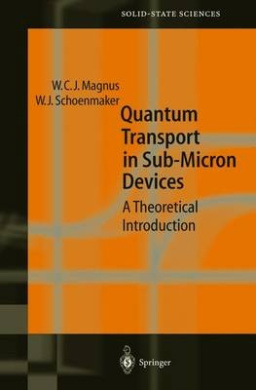 SOLID-STATE SCIENCES
W.C.J. Magnus
W.J. Schoenmaker
Quantum
Transport
in Sub-Micron
Devices
A Theoretical
Introduction
Springer